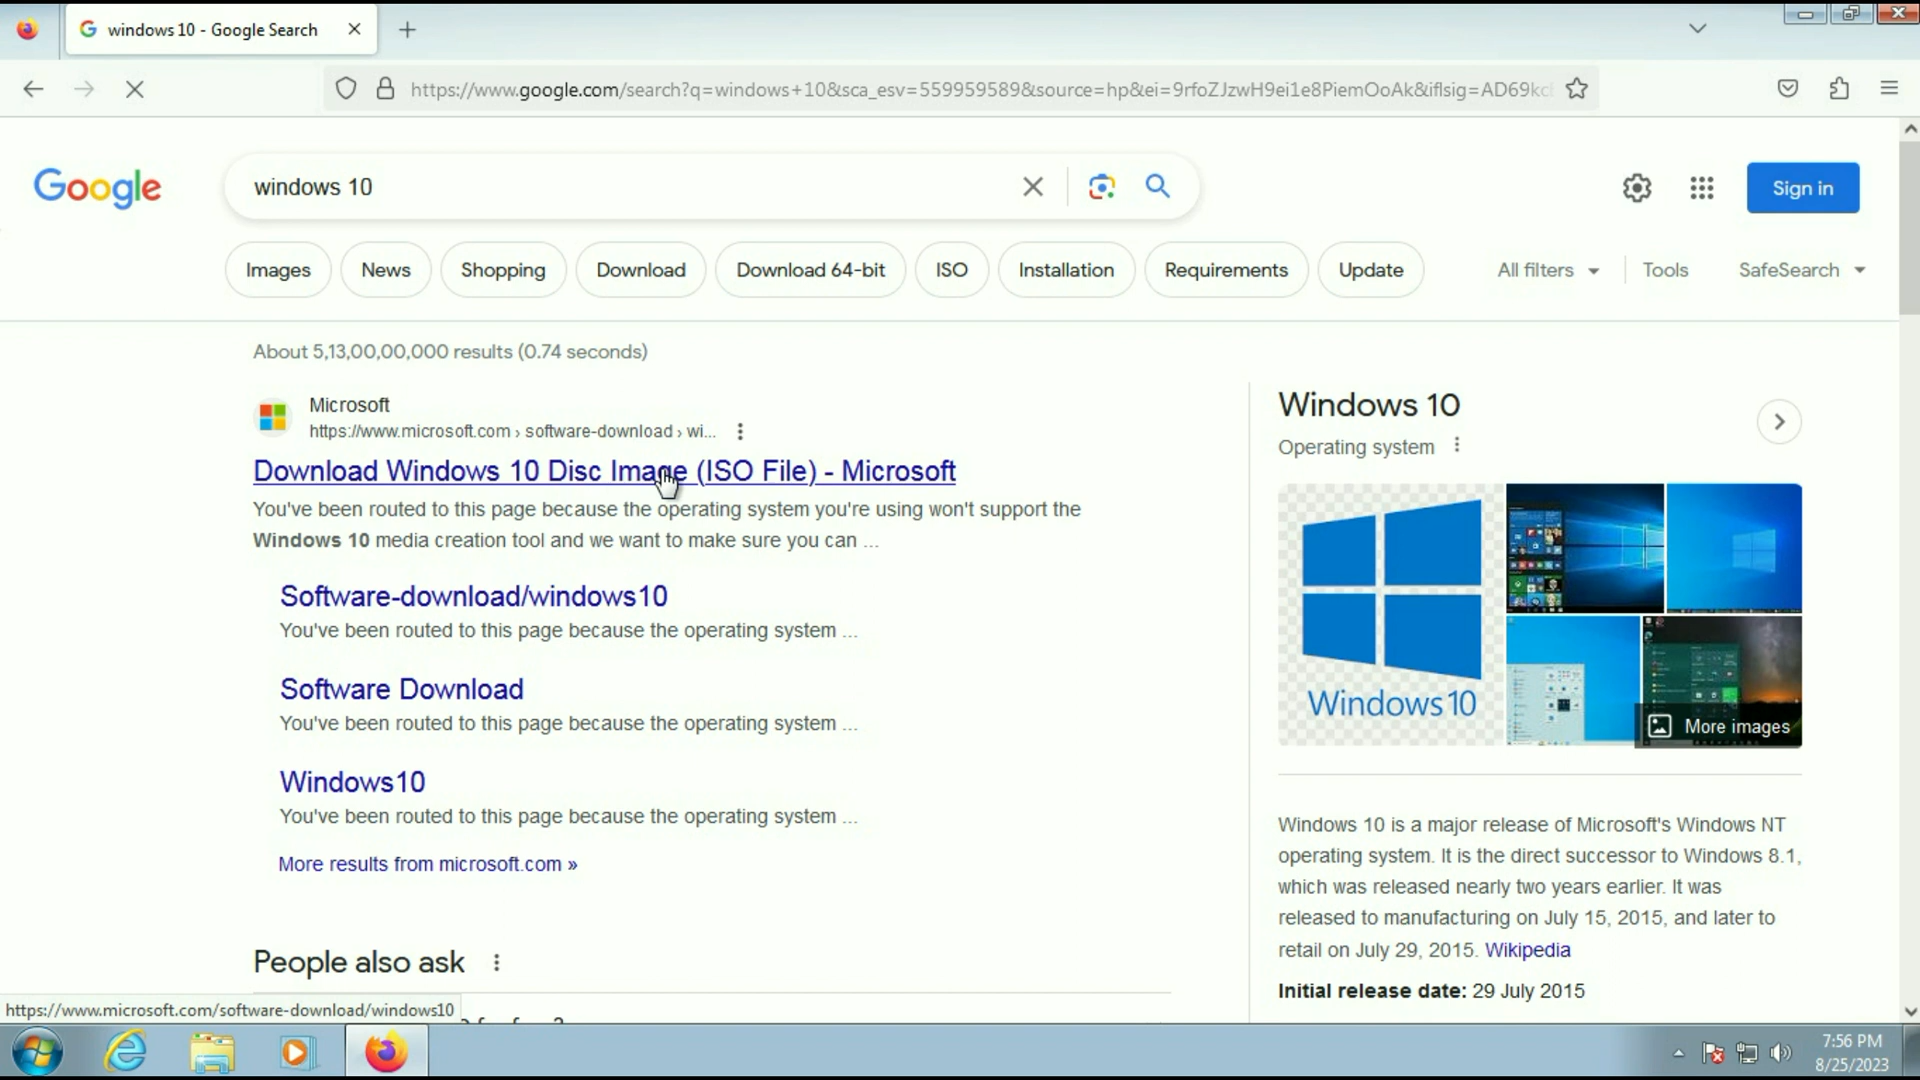 windows 10 - Google Search
https://www.google.com/search?q=windows+10&sca_esv=559959589&source=hp&ei=9rfoZJzwH9ei1e8PiemOoAk&iflsig=AD69kc
Google
windows 10
Sign in
Images
News
Shopping
Download
Download 64-bit
ISO
Installation
Requirements
Update
All filters
Tools
SafeSearch
About 5,13,00,00,000 results (0.74 seconds)
Microsoft
https://www.microsoft.com › software-download › wi...
Download Windows 10 Disc Image (ISO File) - Microsoft
You've been routed to this page because the operating system you're using won't support the
Windows 10 media creation tool and we want to make sure you can ...
Software-download/windows10
You've been routed to this page because the operating system ...
Software Download
You've been routed to this page because the operating system ...
Windows10
You've been routed to this page because the operating system ...
More results from microsoft.com »
People also ask
Windows 10
Operating system
Windows 10
More images
Windows 10 is a major release of Microsoft's Windows NT
operating system. It is the direct successor to Windows 8.1,
which was released nearly two years earlier. It was
released to manufacturing on July 15, 2015, and later to
retail on July 29, 2015. Wikipedia
Initial release date: 29 July 2015
https://www.microsoft.com/software-download/windows10
7:56 PM
8/25/2023